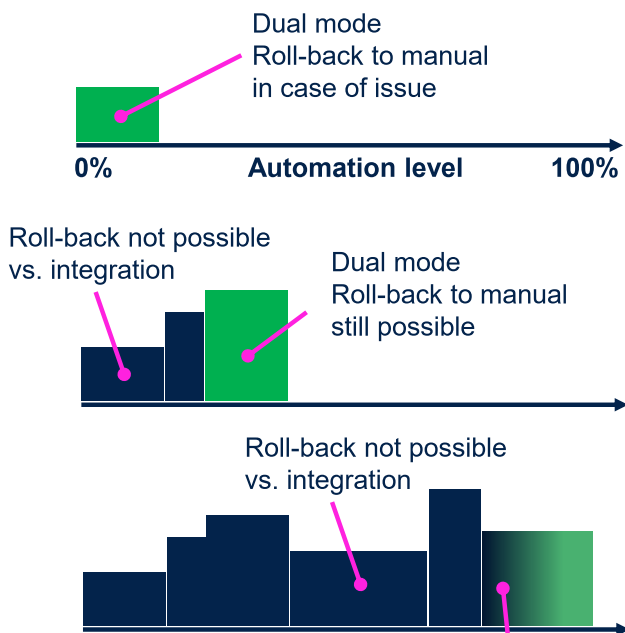 Dual mode
Roll-back to manual
in case of issue
0% Automation level 100%
Roll-back not possible
vs. integration
Dual mode
Roll-back to manual
still possible
Roll-back not possible
vs. integration